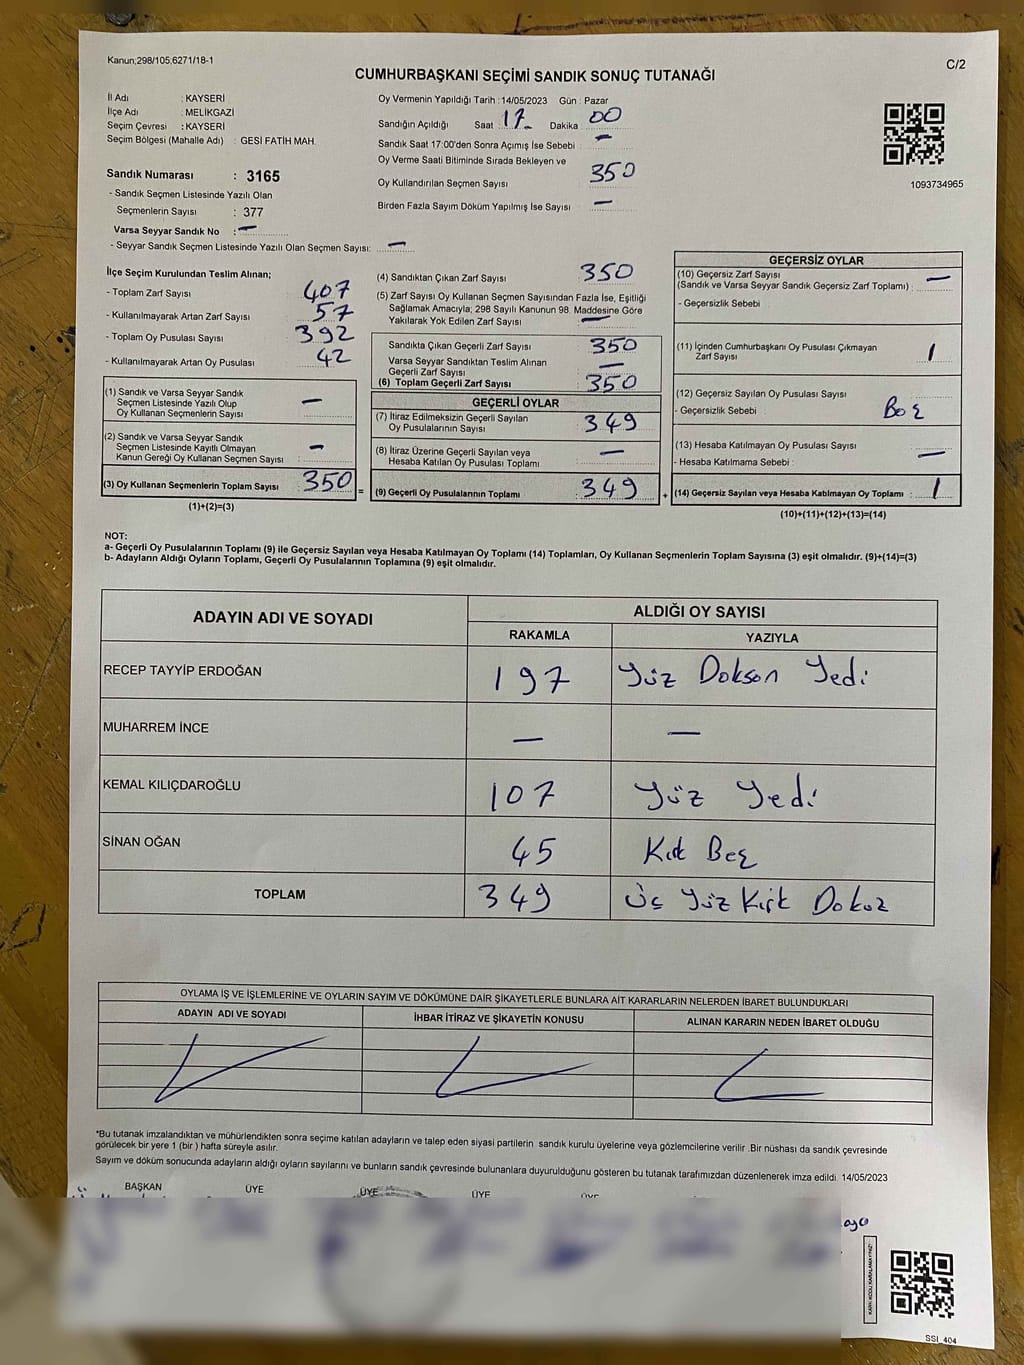 Kanun;298/105,6271/18-1
C/2
CUMHURBAŞKANI SEÇİMİ SANDIK SONUÇ TUTANAĞI
İl Adı : KAYSERİ
İlçe Adı : MELİKGAZİ
Seçim Çevresi : KAYSERİ
Seçim Bölgesi (Mahalle Adı) : GESİ FATİH MAH.
Sandık Numarası : 3165
- Sandık Seçmen Listesinde Yazılı Olan
Seçmenlerin Sayısı : 377
Varsa Seyyar Sandık No : —
- Seyyar Sandık Seçmen Listesinde Yazılı Olan Seçmen Sayısı: —
Oy Vermenin Yapıldığı Tarih : 14/05/2023 Gün : Pazar
Sandığın Açıldığı Saat 17 Dakika 00
Sandık Saat 17:00'den Sonra Açımış İse Sebebi : —
Oy Verme Saati Bitiminde Sırada Bekleyen ve
Oy Kullandırılan Seçmen Sayısı 350
Birden Fazla Sayım Döküm Yapılmış İse Sayısı —
1093734965
İlçe Seçim Kurulundan Teslim Alınan;
- Toplam Zarf Sayısı 407
- Kullanılmayarak Artan Zarf Sayısı : 57
- Toplam Oy Pusulası Sayısı 392
- Kullanılmayarak Artan Oy Pusulası 42
(1) Sandık ve Varsa Seyyar Sandık
Seçmen Listesinde Yazılı Olup
Oy Kullanan Seçmenlerin Sayısı —
(2) Sandık ve Varsa Seyyar Sandık
Seçmen Listesinde Kayıtlı Olmayan
Kanun Gereği Oy Kullanan Seçmen Sayısı —
(3) Oy Kullanan Seçmenlerin Toplam Sayısı 350 =
(1)+(2)=(3)
(4) Sandıktan Çıkan Zarf Sayısı 350
(5) Zarf Sayısı Oy Kullanan Seçmen Sayısından Fazla İse, Eşitliği
Sağlamak Amacıyla; 298 Sayılı Kanunun 98. Maddesine Göre
Yakılarak Yok Edilen Zarf Sayısı —
Sandıkta Çıkan Geçerli Zarf Sayısı 350
Varsa Seyyar Sandıktan Teslim Alınan
Geçerli Zarf Sayısı —
(6) Toplam Geçerli Zarf Sayısı 350
GEÇERLİ OYLAR
(7) İtiraz Edilmeksizin Geçerli Sayılan
Oy Pusulalarının Sayısı : 349
(8) İtiraz Üzerine Geçerli Sayılan veya
Hesaba Katılan Oy Pusulası Toplamı : —
(9) Geçerli Oy Pusulalarının Toplamı 349 +
GEÇERSİZ OYLAR
(10) Geçersiz Zarf Sayısı
(Sandık ve Varsa Seyyar Sandık Geçersiz Zarf Toplamı) : —
- Geçersizlik Sebebi :
(11) İçinden Cumhurbaşkanı Oy Pusulası Çıkmayan
Zarf Sayısı : 1
(12) Geçersiz Sayılan Oy Pusulası Sayısı
- Geçersizlik Sebebi : Boş
(13) Hesaba Katılmayan Oy Pusulası Sayısı —
- Hesaba Katılmama Sebebi :
(14) Geçersiz Sayılan veya Hesaba Katılmayan Oy Toplamı : 1
(10)+(11)+(12)+(13)=(14)
NOT:
a- Geçerli Oy Pusulalarının Toplamı (9) ile Geçersiz Sayılan veya Hesaba Katılmayan Oy Toplamı (14) Toplamları, Oy Kullanan Seçmenlerin Toplam Sayısına (3) eşit olmalıdır. (9)+(14)=(3)
b- Adayların Aldığı Oyların Toplamı, Geçerli Oy Pusulalarının Toplamına (9) eşit olmalıdır.
ADAYIN ADI VE SOYADI ALDIĞI OY SAYISI
RAKAMLA YAZIYLA
RECEP TAYYİP ERDOĞAN 197 Yüz Dokson Yedi
MUHARREM İNCE — —
KEMAL KILIÇDAROĞLU 107 Yüz Yedi
SİNAN OĞAN 45 Kırk Beş
TOPLAM 349 Üç Yüz Kırk Dokuz
OYLAMA İŞ VE İŞLEMLERİNE VE OYLARIN SAYIM VE DÖKÜMÜNE DAİR ŞİKAYETLERLE BUNLARA AİT KARARLARIN NELERDEN İBARET BULUNDUKLARI
ADAYIN ADI VE SOYADI İHBAR İTİRAZ VE ŞİKAYETİN KONUSU ALINAN KARARIN NEDEN İBARET OLDUĞU
*Bu tutanak imzalandıktan ve mühürlendikten sonra seçime katılan adayların ve talep eden siyasi partilerin sandık kurulu üyelerine veya gözlemcilerine verilir .Bir nüshası da sandık çevresinde
görülecek bir yere 1 (bir ) hafta süreyle asılır.
Sayım ve döküm sonucunda adayların aldığı oyların sayılarını ve bunların sandık çevresinde bulunanlara duyurulduğunu gösteren bu tutanak tarafımızdan düzenlenerek imza edildi. 14/05/2023
BAŞKAN ÜYE ÜYE ÜYE ÜYE
KARE KODU KARALAMAYINIZ!
SSI_404